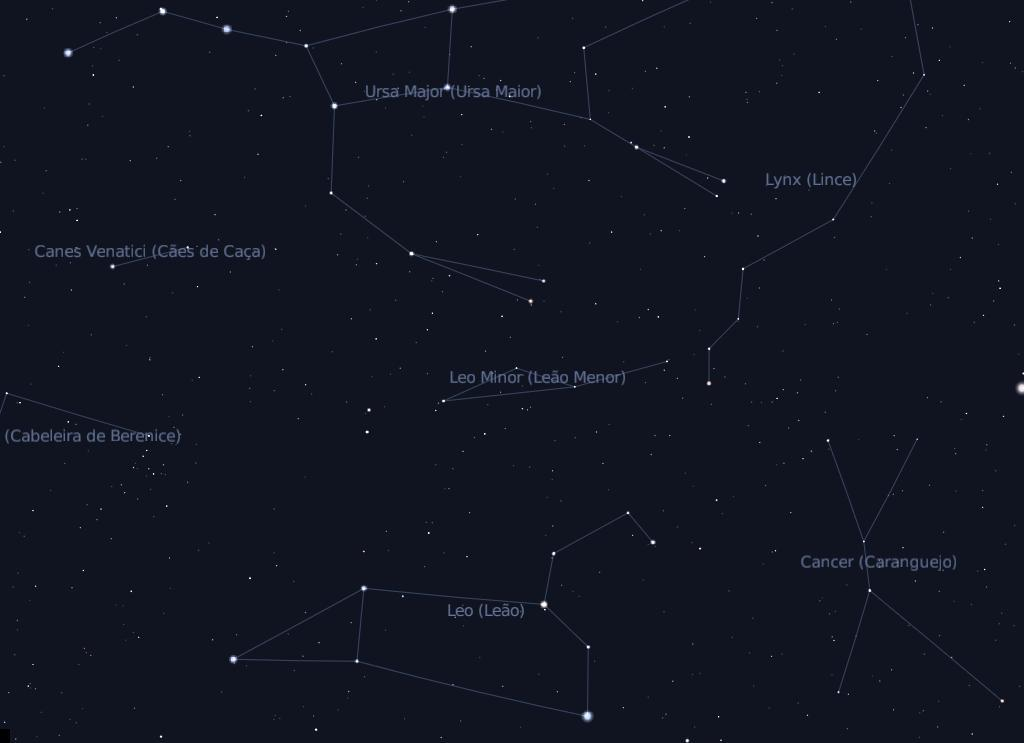 Ursa Major (Ursa Maior)
Lynx (Lince)
Canes Venatici (Cães de Caça)
Leo Minor (Leão Menor)
(Cabeleira de Berenice)
Cancer (Caranguejo)
Leo (Leão)